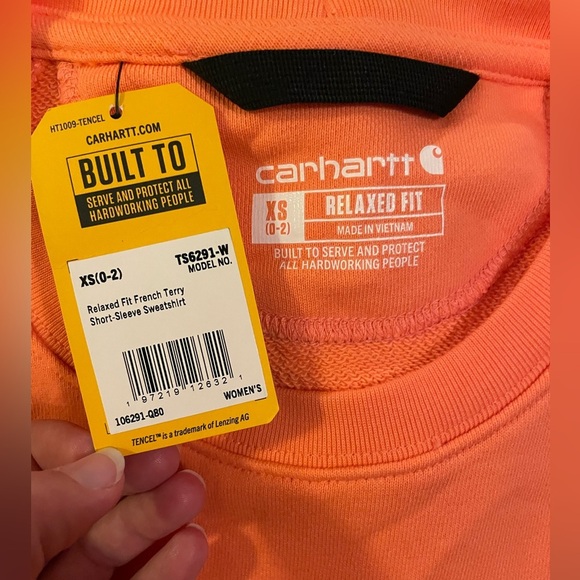 HT1009-TENCEL
CARHARTT.COM
BUILT TO
SERVE AND PROTECT ALL
HARDWORKING PEOPLE
XS(0-2)
TS6291-W
MODEL NO.
Relaxed Fit French Terry
Short-Sleeve Sweatshirt
1 97219 12632 1
106291-Q80
WOMEN'S
TENCEL™ is a trademark of Lenzing AG
carhartt
XS
(0-2)
RELAXED FIT
MADE IN VIETNAM
BUILT TO SERVE AND PROTECT
ALL HARDWORKING PEOPLE